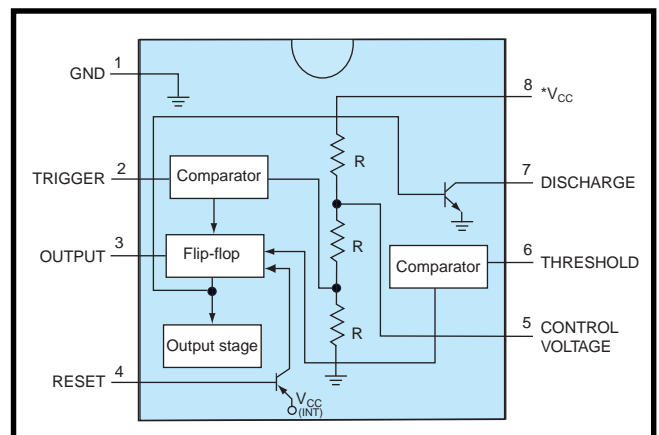 GND 1
8 *VCC
R
TRIGGER 2
Comparator
7 DISCHARGE
OUTPUT 3
Flip-flop
R
Comparator
6 THRESHOLD
Output stage
R
5 CONTROL
VOLTAGE
RESET 4
VCC
(INT)